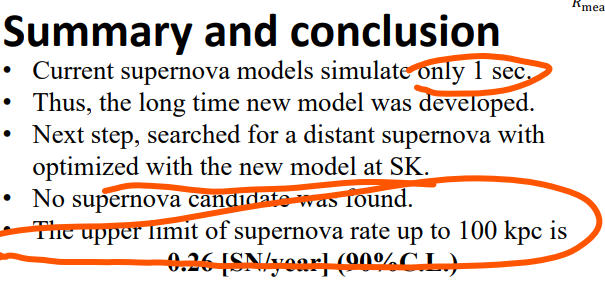 R_mea
Summary and conclusion
• Current supernova models simulate only 1 sec.
• Thus, the long time new model was developed.
• Next step, searched for a distant supernova with
optimized with the new model at SK.
• No supernova candidate was found.
• The upper limit of supernova rate up to 100 kpc is
0.26 [SN/year] (90%C.L.)